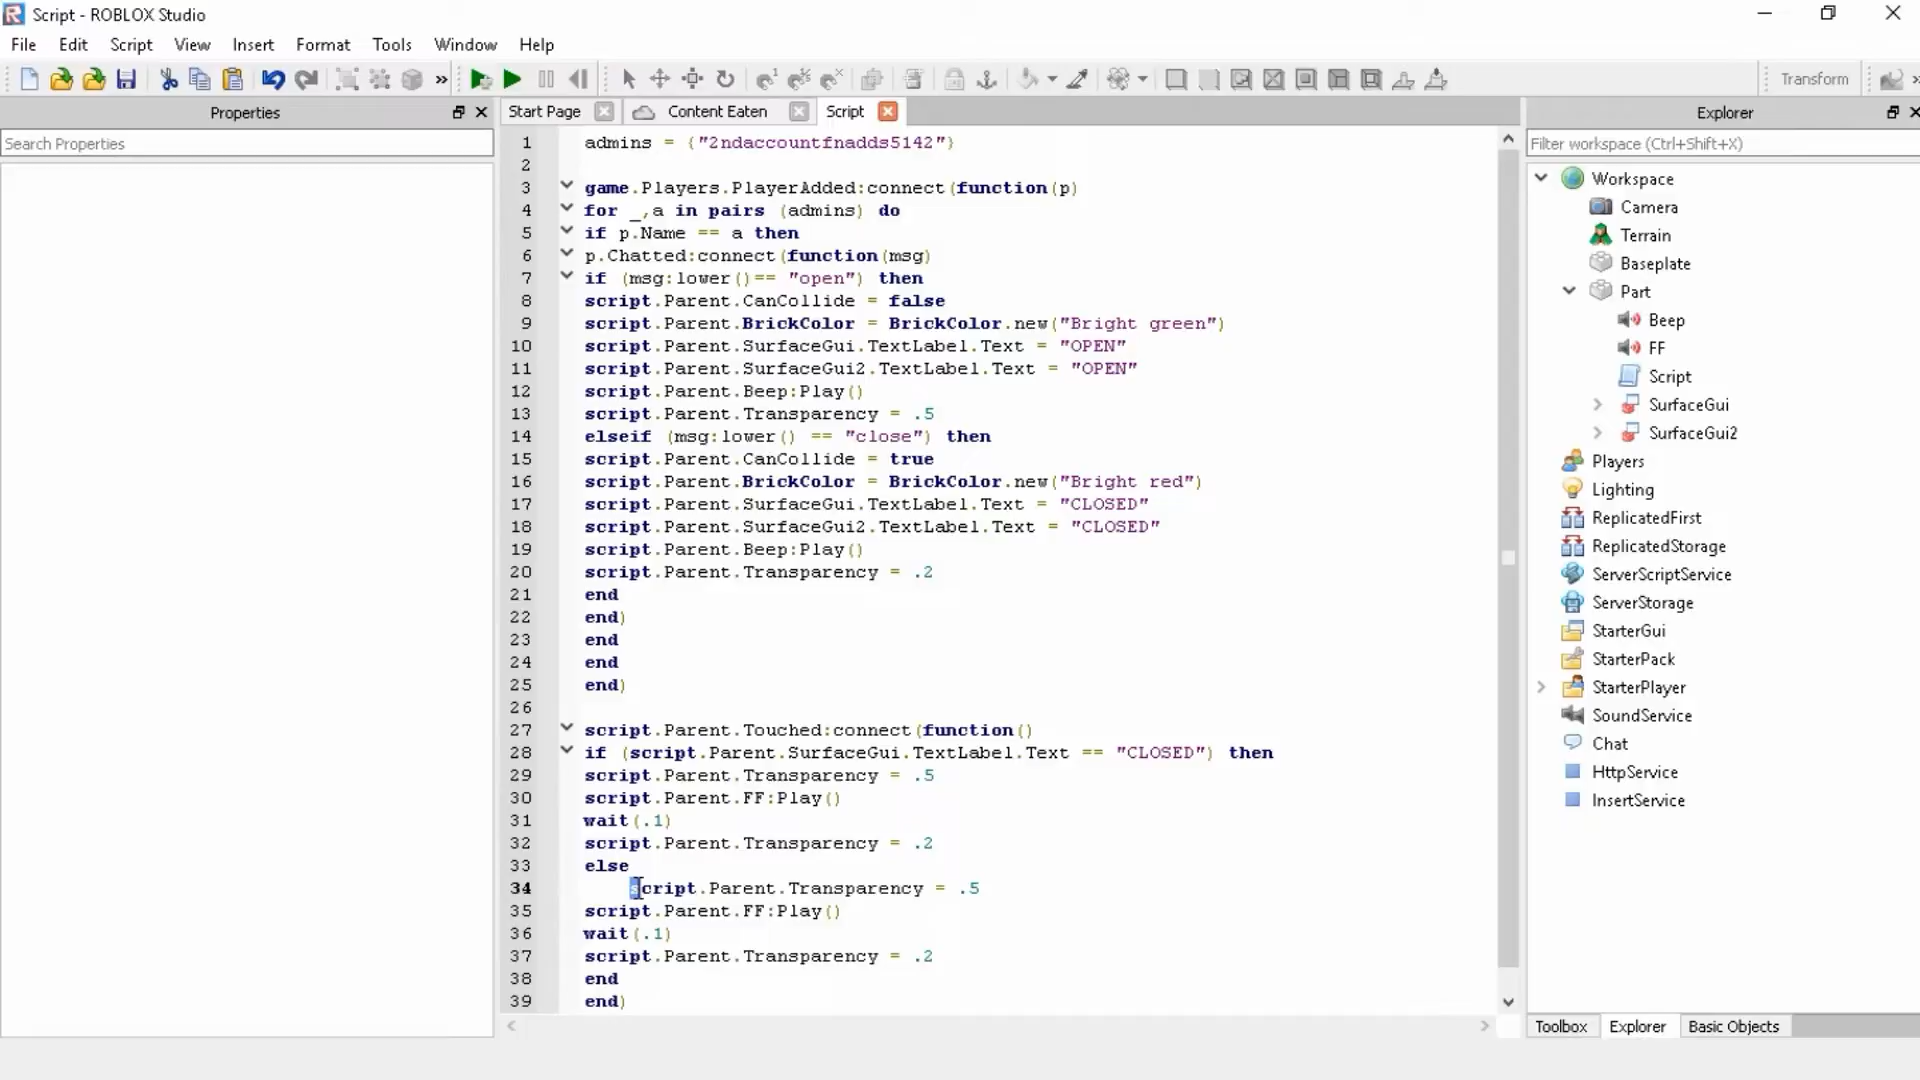 Script - ROBLOX Studio
File Edit Script View Insert Format Tools Window Help
Transform
Properties
Search Properties
Start Page
Content Eaten
Script
1 admins = {"2ndaccountfnadds5142"}
2
3 game.Players.PlayerAdded:connect(function(p)
4 for _,a in pairs (admins) do
5 if p.Name == a then
6 p.Chatted:connect(function(msg)
7 if (msg:lower()== "open") then
8 script.Parent.CanCollide = false
9 script.Parent.BrickColor = BrickColor.new("Bright green")
10 script.Parent.SurfaceGui.TextLabel.Text = "OPEN"
11 script.Parent.SurfaceGui2.TextLabel.Text = "OPEN"
12 script.Parent.Beep:Play()
13 script.Parent.Transparency = .5
14 elseif (msg:lower() == "close") then
15 script.Parent.CanCollide = true
16 script.Parent.BrickColor = BrickColor.new("Bright red")
17 script.Parent.SurfaceGui.TextLabel.Text = "CLOSED"
18 script.Parent.SurfaceGui2.TextLabel.Text = "CLOSED"
19 script.Parent.Beep:Play()
20 script.Parent.Transparency = .2
21 end
22 end)
23 end
24 end
25 end)
26
27 script.Parent.Touched:connect(function()
28 if (script.Parent.SurfaceGui.TextLabel.Text == "CLOSED") then
29 script.Parent.Transparency = .5
30 script.Parent.FF:Play()
31 wait(.1)
32 script.Parent.Transparency = .2
33 else
34 script.Parent.Transparency = .5
35 script.Parent.FF:Play()
36 wait(.1)
37 script.Parent.Transparency = .2
38 end
39 end)
Explorer
Filter workspace (Ctrl+Shift+X)
Workspace
Camera
Terrain
Baseplate
Part
Beep
FF
Script
SurfaceGui
SurfaceGui2
Players
Lighting
ReplicatedFirst
ReplicatedStorage
ServerScriptService
ServerStorage
StarterGui
StarterPack
StarterPlayer
SoundService
Chat
HttpService
InsertService
Toolbox Explorer Basic Objects